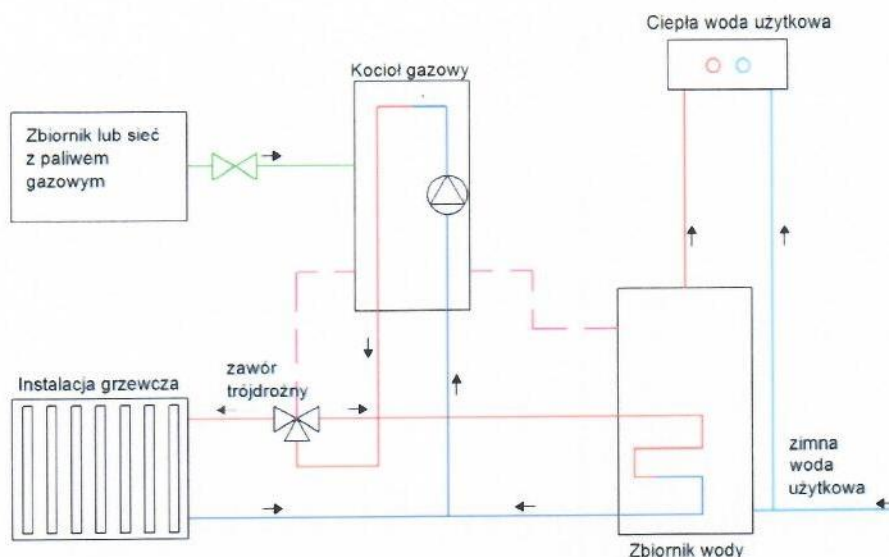 Ciepła woda użytkowa
Kocioł gazowy
Zbiornik lub sieć
z paliwem
gazowym
zawór
trójdrożny
Instalacja grzewcza
zimna
woda
użytkowa
Zbiornik wody